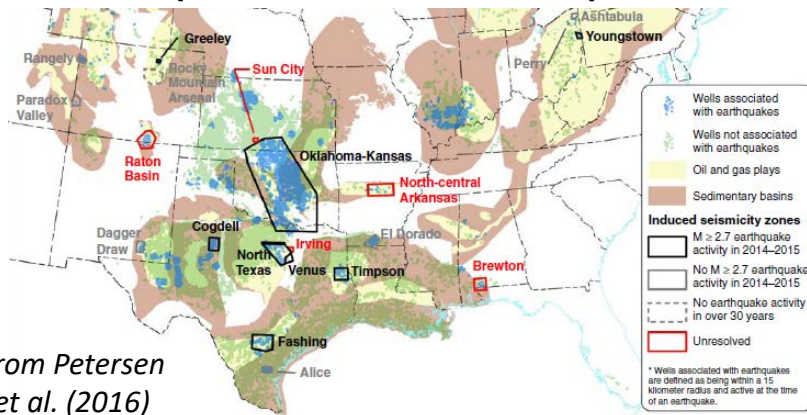 Ashtabula
Greeley
Youngstown
Rangely
Perry
Rocky
Mountain
Arsenal
Sun City
Paradox
Valley
Raton
Basin
Oklahoma-Kansas
North-central
Arkansas
Dagger
Draw
Cogdell
El Dorado
Irving
North
Texas
Venus
Timpson
Brewton
Fashing
Alice
rom Petersen
et al. (2016)
Wells associated
with earthquakes
Wells not associated
with earthquakes
Oil and gas plays
Sedimentary basins
Induced seismicity zones
M ≥ 2.7 earthquake
activity in 2014–2015
No M ≥ 2.7 earthquake
activity in 2014–2015
No earthquake activity
in over 30 years
Unresolved
* Wells associated with earthquakes
are defined as being within a 15
kilometer radius and active at the time
of an earthquake.